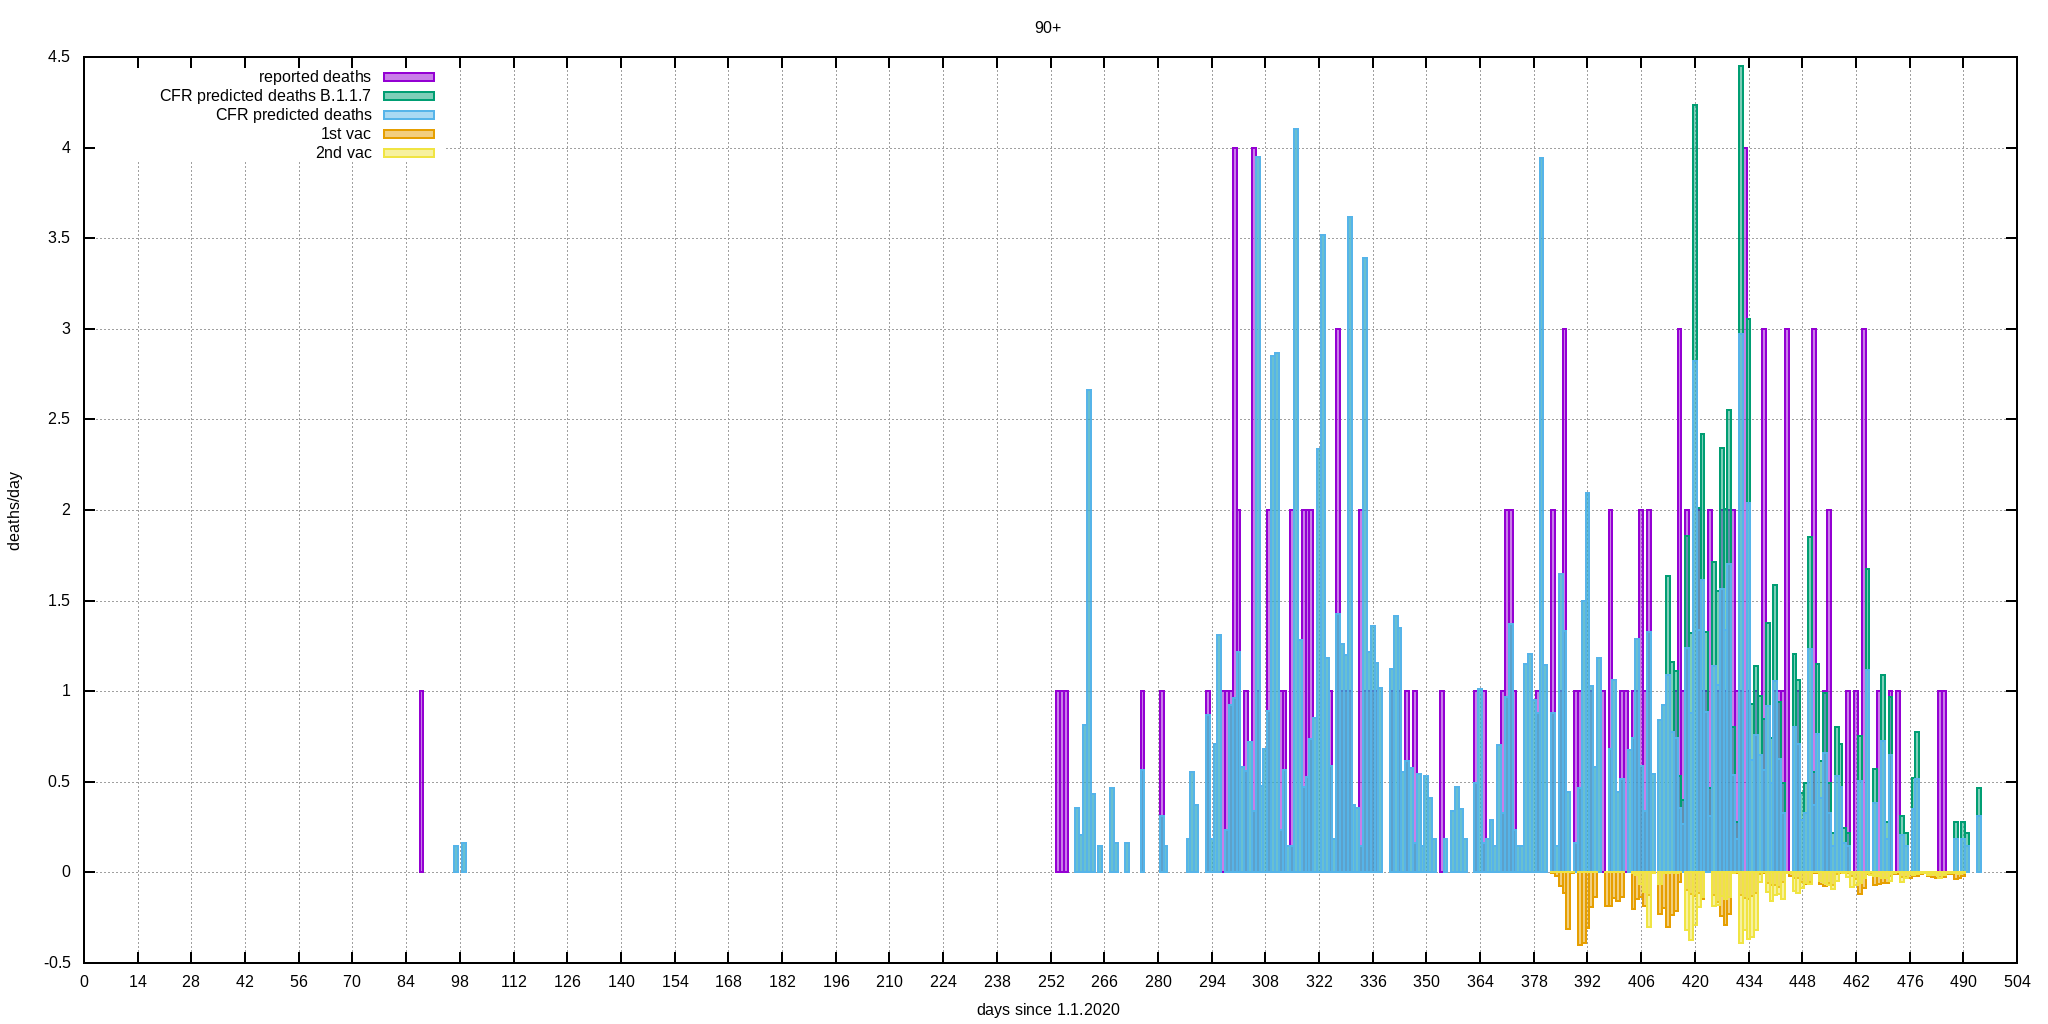 90+
4.5
4
3.5
3
2.5
2
1.5
1
0.5
0
-0.5
deaths/day
reported deaths
CFR predicted deaths B.1.1.7
CFR predicted deaths
1st vac
2nd vac
0 14 28 42 56 70 84 98 112 126 140 154 168 182 196 210 224 238 252 266 280 294 308 322 336 350 364 378 392 406 420 434 448 462 476 490 504
days since 1.1.2020